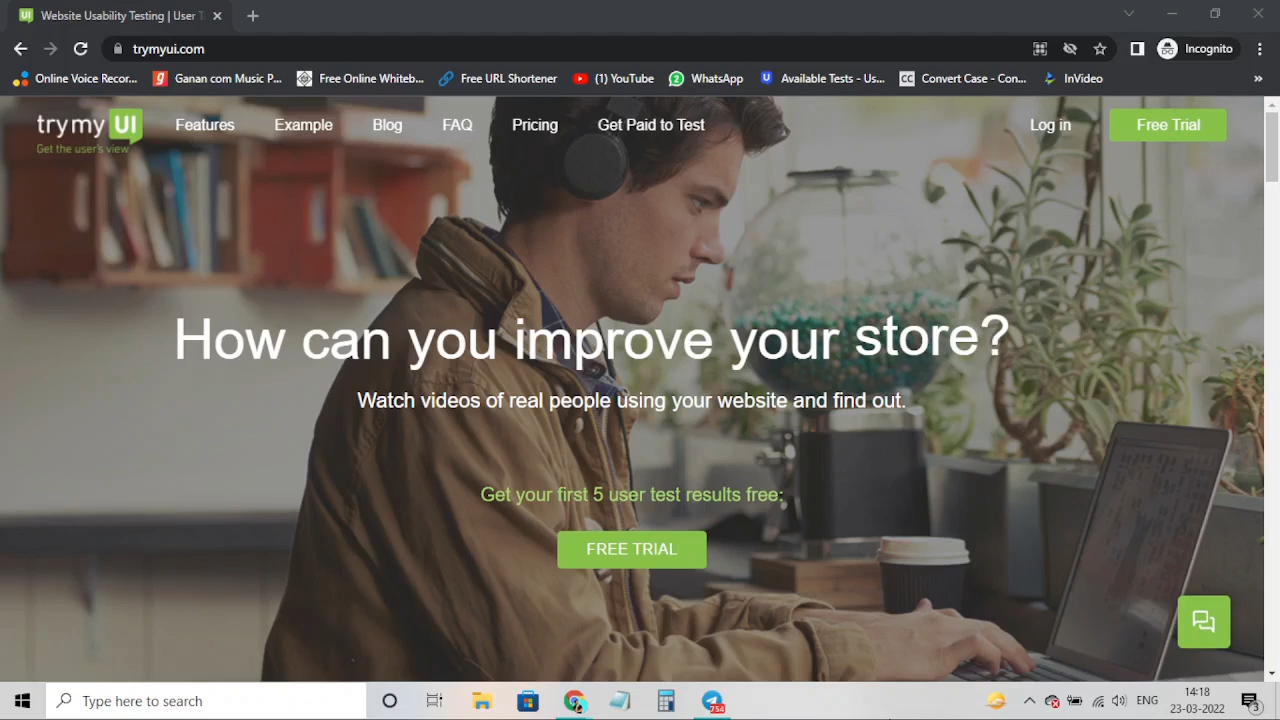 Website Usability Testing | User T
trymyui.com
Incognito
Online Voice Recor...
Ganan com Music P...
Free Online Whiteb...
Free URL Shortener
(1) YouTube
WhatsApp
Available Tests - Us...
Convert Case - Con...
InVideo
trymy UI
Get the user's view
Features
Example
Blog
FAQ
Pricing
Get Paid to Test
Log in
Free Trial
How can you improve your store?
Watch videos of real people using your website and find out.
Get your first 5 user test results free:
FREE TRIAL
Type here to search
754
ENG
14:18
23-03-2022
3